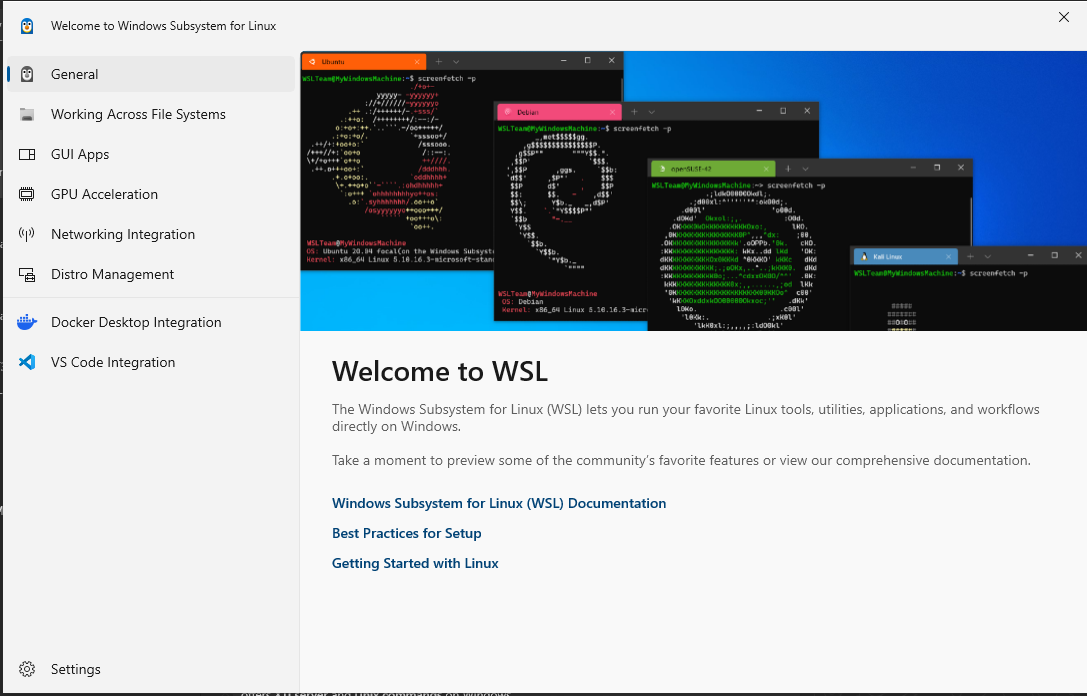 Welcome to Windows Subsystem for Linux
General
Working Across File Systems
GUI Apps
GPU Acceleration
Networking Integration
Distro Management
Docker Desktop Integration
VS Code Integration
Settings
Ubuntu
WSLTeam@MyWindowsMachine:~$ screenfetch -p
WSLTeam@MyWindowsMachine
OS: Ubuntu 20.04 focal(on the Windows Subsyst
Kernel: x86_64 Linux 5.10.16.3-microsoft-stan
Debian
WSLTeam@MyWindowsMachine:~$ screenfetch -p
WSLTeam@MyWindowsMachine
OS: Debian
Kernel: x86_64 Linux 5.10.16.3-micr
openSUSE-42
WSLTeam@MyWindowsMachine:~> screenfetch -p
Kali Linux
WSLTeam@MyWindowsMachine:~$ screenfetch -p
Welcome to WSL
The Windows Subsystem for Linux (WSL) lets you run your favorite Linux tools, utilities, applications, and workflows
directly on Windows.
Take a moment to preview some of the community’s favorite features or view our comprehensive documentation.
Windows Subsystem for Linux (WSL) Documentation
Best Practices for Setup
Getting Started with Linux